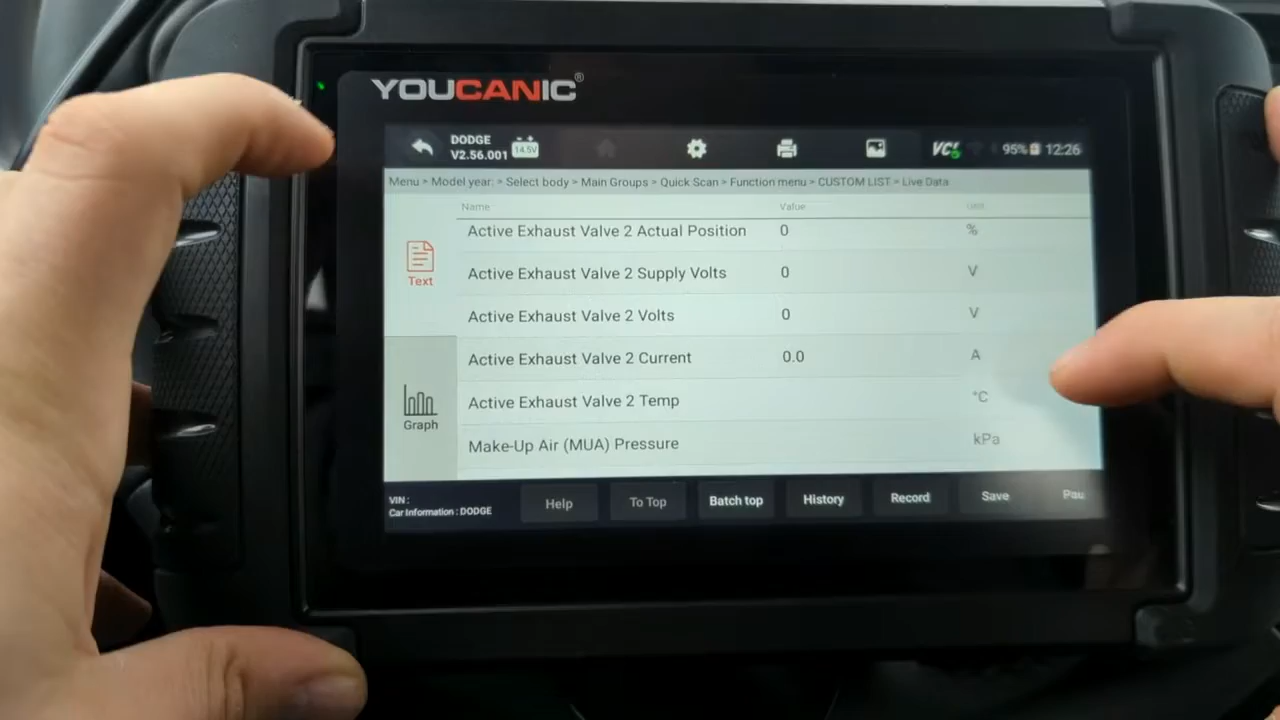 YOUCANIC®
DODGE
V2.56.001
14.5V
VCI
95% 12:26
Menu > Model year: > Select body > Main Groups > Quick Scan > Function menu > CUSTOM LIST > Live Data
Name Value Unit
Active Exhaust Valve 2 Actual Position 0 %
Active Exhaust Valve 2 Supply Volts 0 V
Active Exhaust Valve 2 Volts 0 V
Active Exhaust Valve 2 Current 0.0 A
Active Exhaust Valve 2 Temp °C
Make-Up Air (MUA) Pressure kPa
Text
Graph
VIN :
Car Information : DODGE
Help To Top Batch top History Record Save Pau